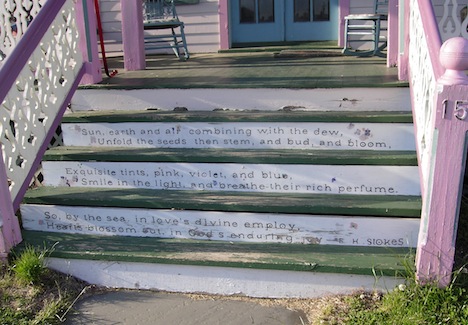 Sun, earth and air combining with the dew,
Unfold the seeds then stem, and bud, and bloom,
Exquisite tints, pink, violet, and blue,
Smile in the light, and breathe their rich perfume.
So, by the sea, in love's divine employ,
blossom out, in God's enduring E H Stokes
15